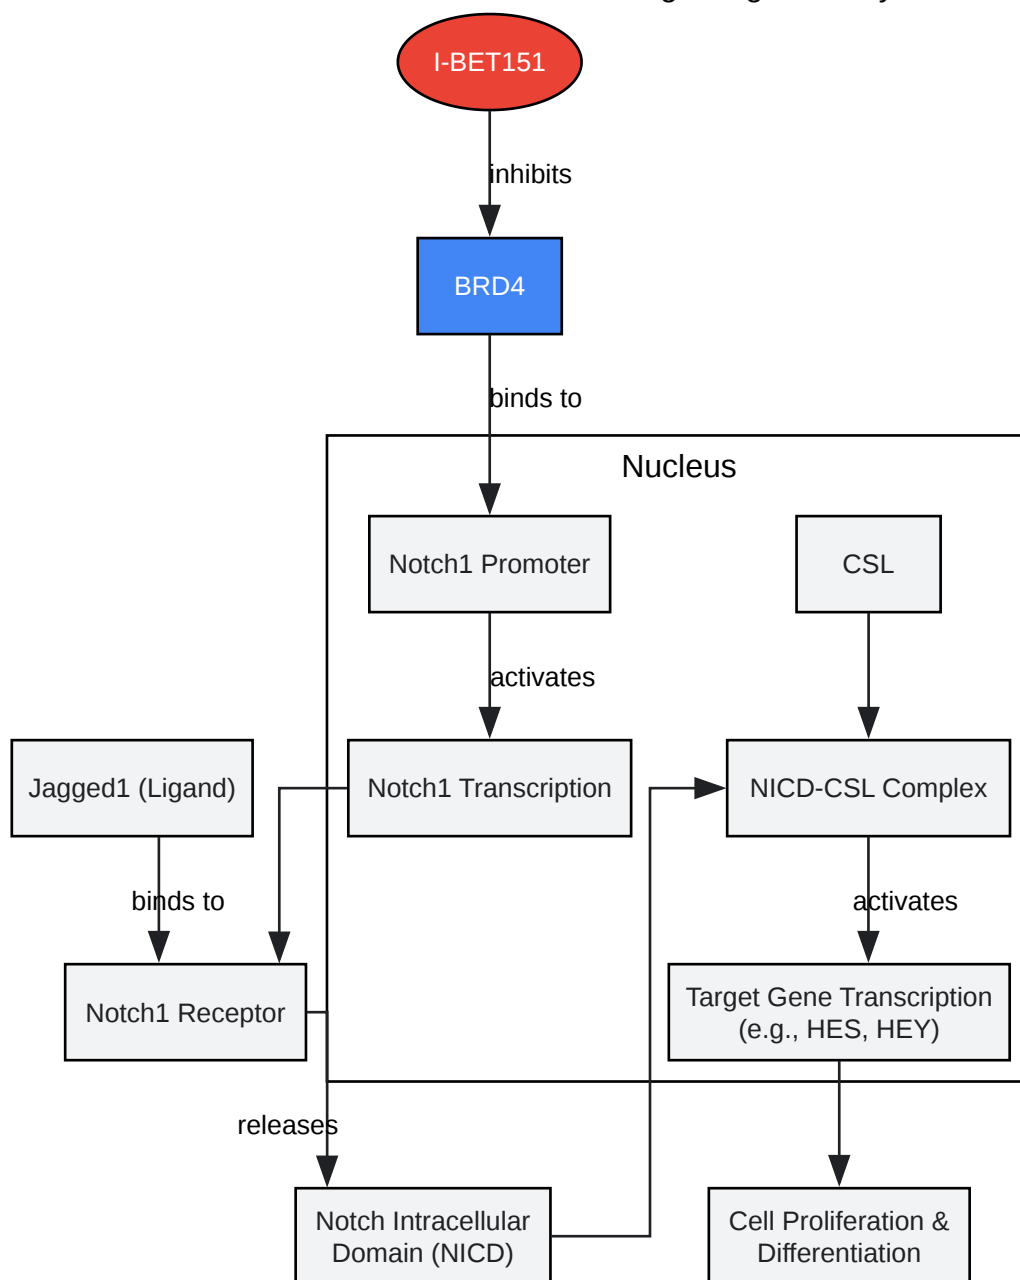 I-BET151
inhibits
BRD4
binds to
Nucleus
Notch1 Promoter
CSL
activates
Jagged1 (Ligand)
Notch1 Transcription
NICD-CSL Complex
binds to
activates
Notch1 Receptor
Target Gene Transcription
(e.g., HES, HEY)
releases
Notch Intracellular
Domain (NICD)
Cell Proliferation &
Differentiation